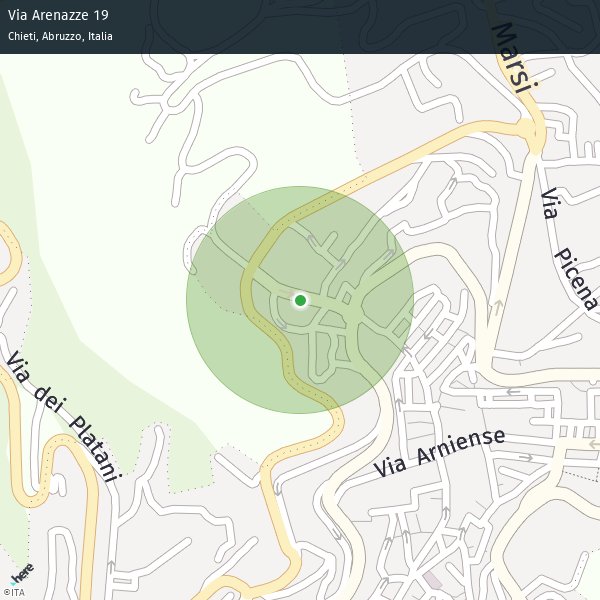 Via Arenazze 19
Chieti, Abruzzo, Italia
Marsi
Via Picena
Via dei Platani
Via Arniense
here
©ITA